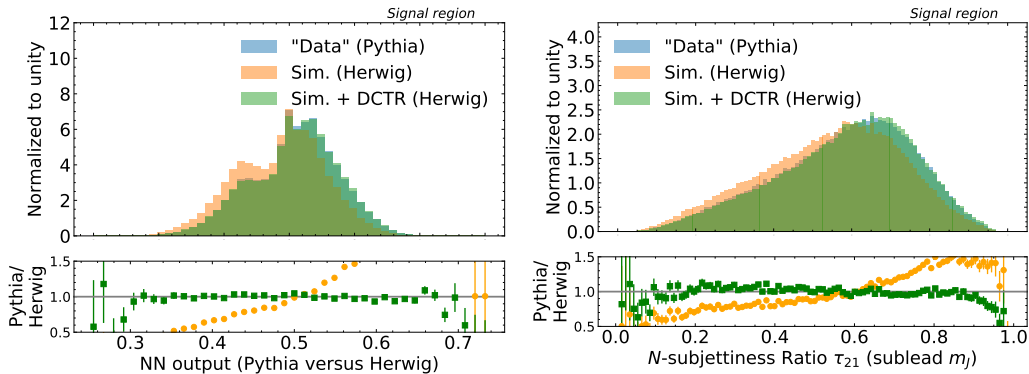 Signal region
Normalized to unity
12
10
8
6
4
2
0
"Data" (Pythia)
Sim. (Herwig)
Sim. + DCTR (Herwig)
Pythia/
Herwig
1.5
1.0
0.5
0.3 0.4 0.5 0.6 0.7
NN output (Pythia versus Herwig)
Signal region
Normalized to unity
4.0
3.5
3.0
2.5
2.0
1.5
1.0
0.5
0.0
"Data" (Pythia)
Sim. (Herwig)
Sim. + DCTR (Herwig)
Pythia/
Herwig
1.5
1.0
0.5
0.0 0.2 0.4 0.6 0.8 1.0
N-subjettiness Ratio τ₂₁ (sublead m_J)